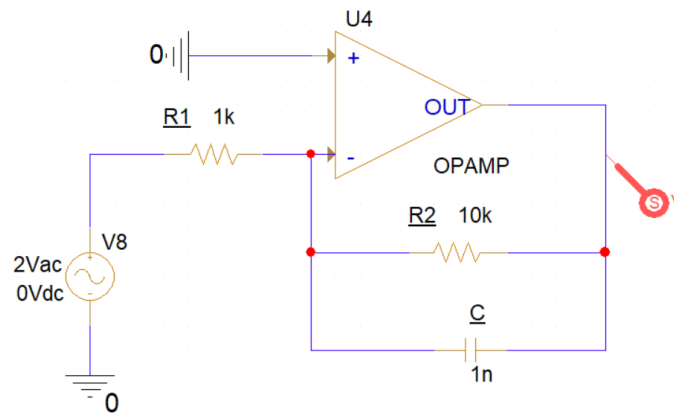 U4
0
+
R1 1k
OUT
-
OPAMP
R2 10k
V8
2Vac
+
0Vdc
-
C
1n
0
S